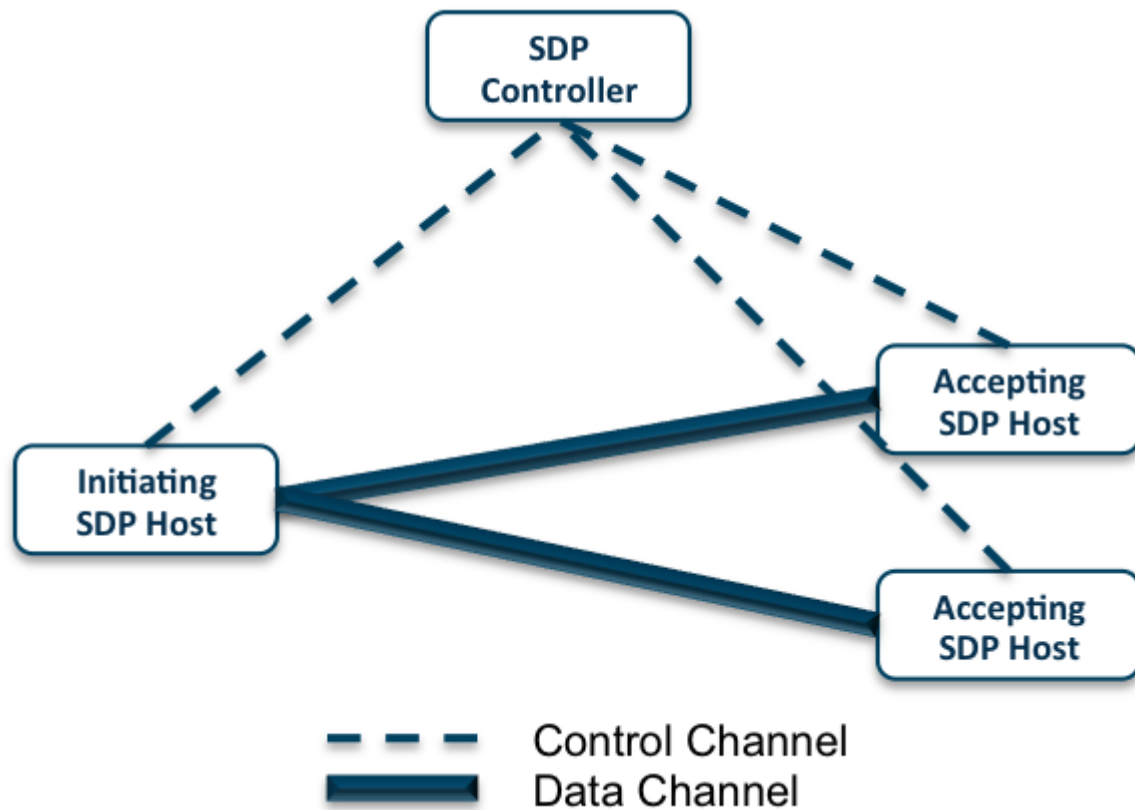 SDP
Controller
Accepting
SDP Host
Initiating
SDP Host
Accepting
SDP Host
Control Channel
Data Channel